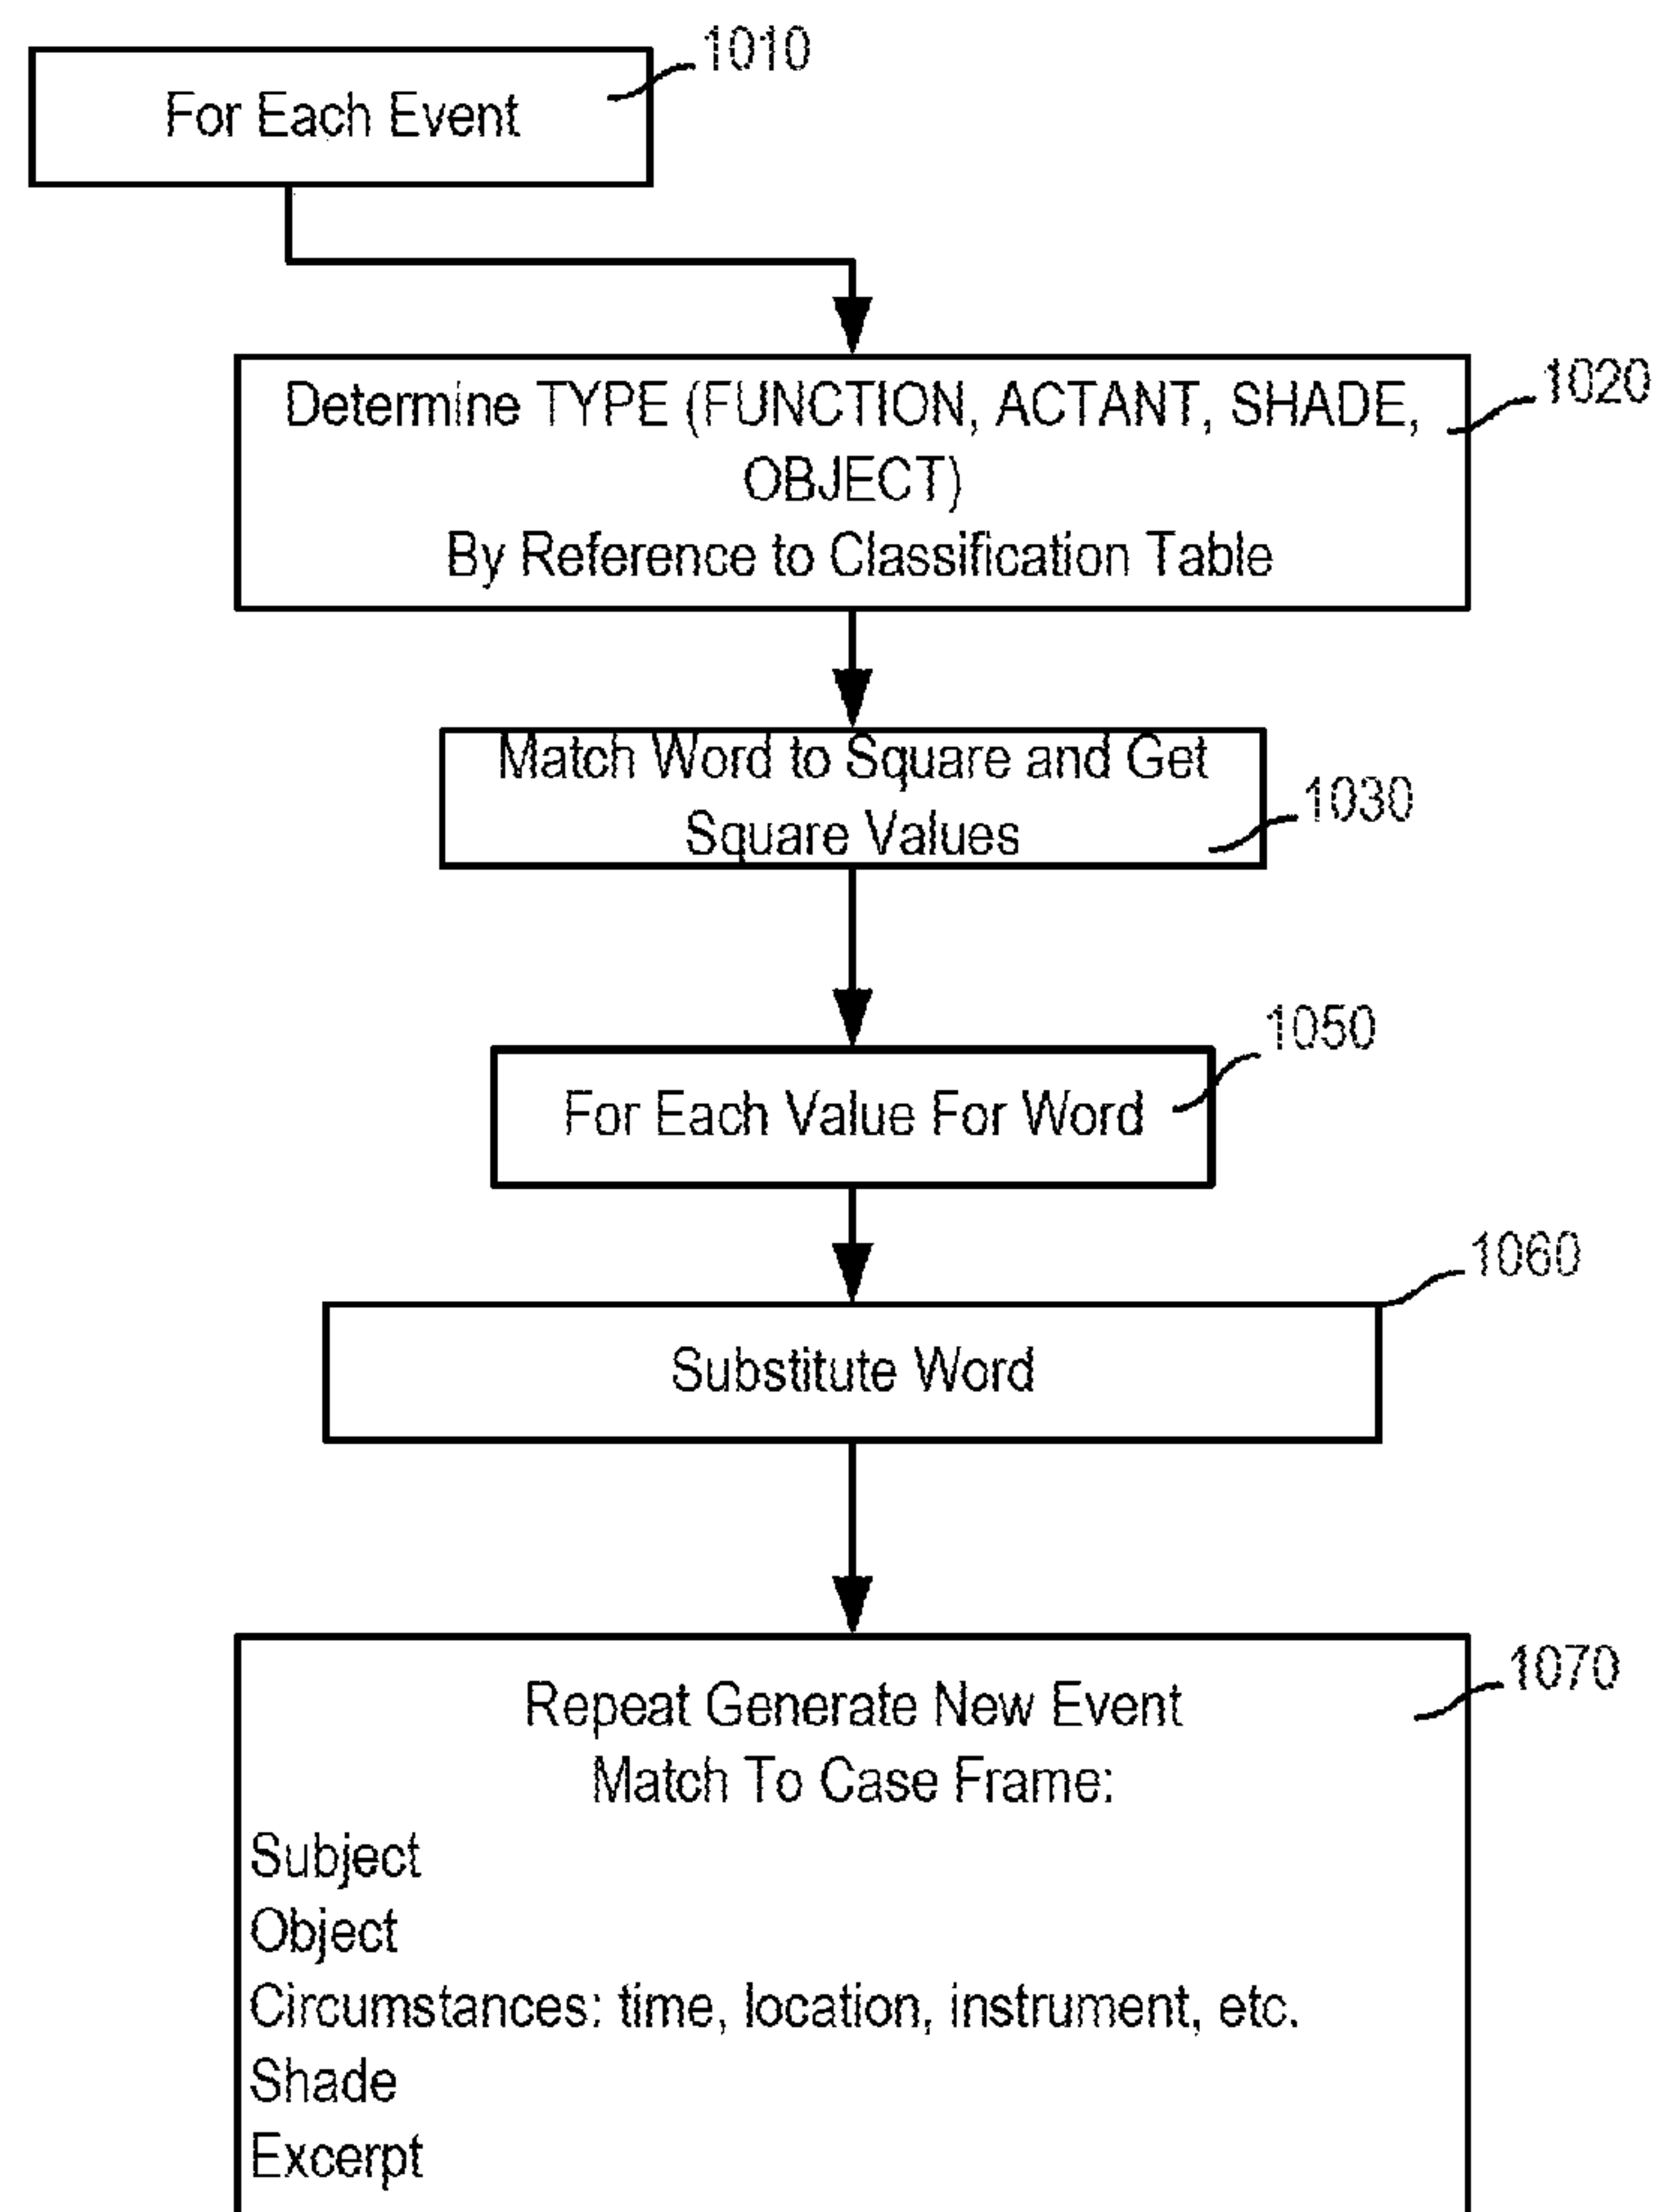 1010
For Each Event
1020
Determine TYPE (FUNCTION, ACTANT, SHADE,
OBJECT)
By Reference to Classification Table
Match Word to Square and Get
Square Values
1030
1050
For Each Value For Word
1060
Substitute Word
1070
Repeat Generate New Event
Match To Case Frame:
Subject
Object
Circumstances: time, location, instrument, etc.
Shade
Excerpt